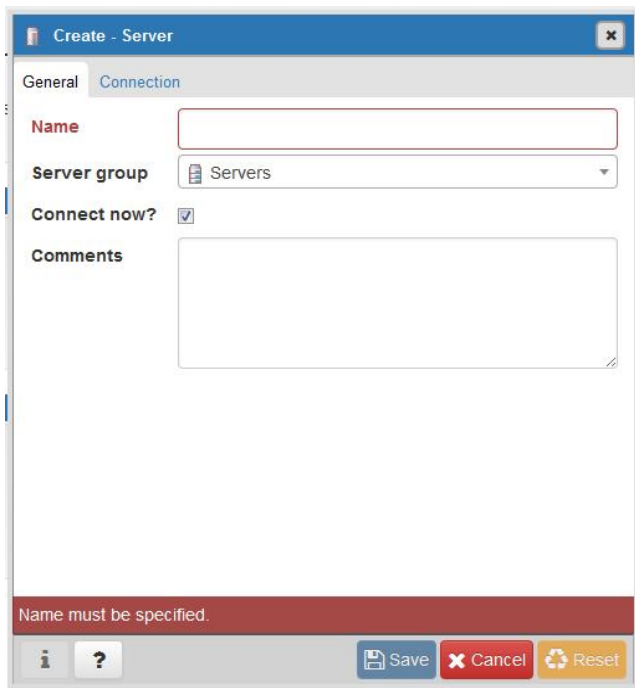 Create - Server
General Connection
Name
Server group Servers
Connect now?
Comments
Name must be specified.
i ? Save Cancel Reset